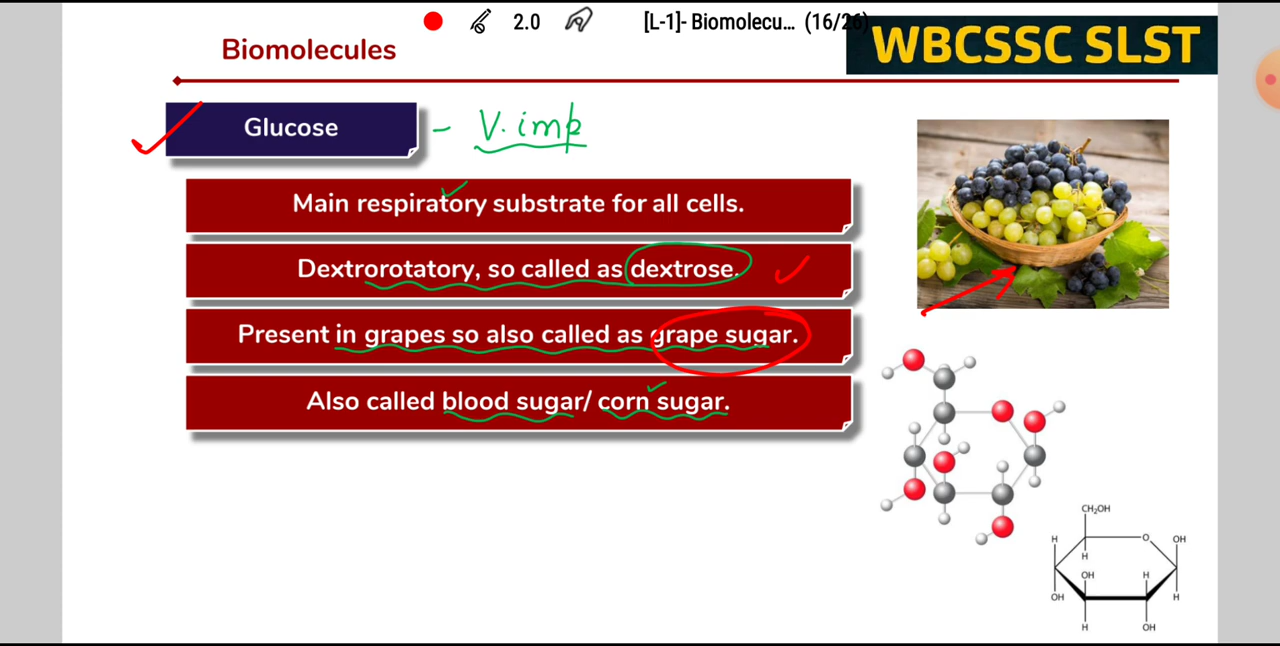 2.0 [L-1]- Biomolecu... (16/26)
Biomolecules
WBCSSC SLST
Glucose - V. imp
Main respiratory substrate for all cells.
Dextrorotatory, so called as dextrose.
Present in grapes so also called as grape sugar.
Also called blood sugar/ corn sugar.
CH₂OH
H O OH
H
OH H
OH H
H OH